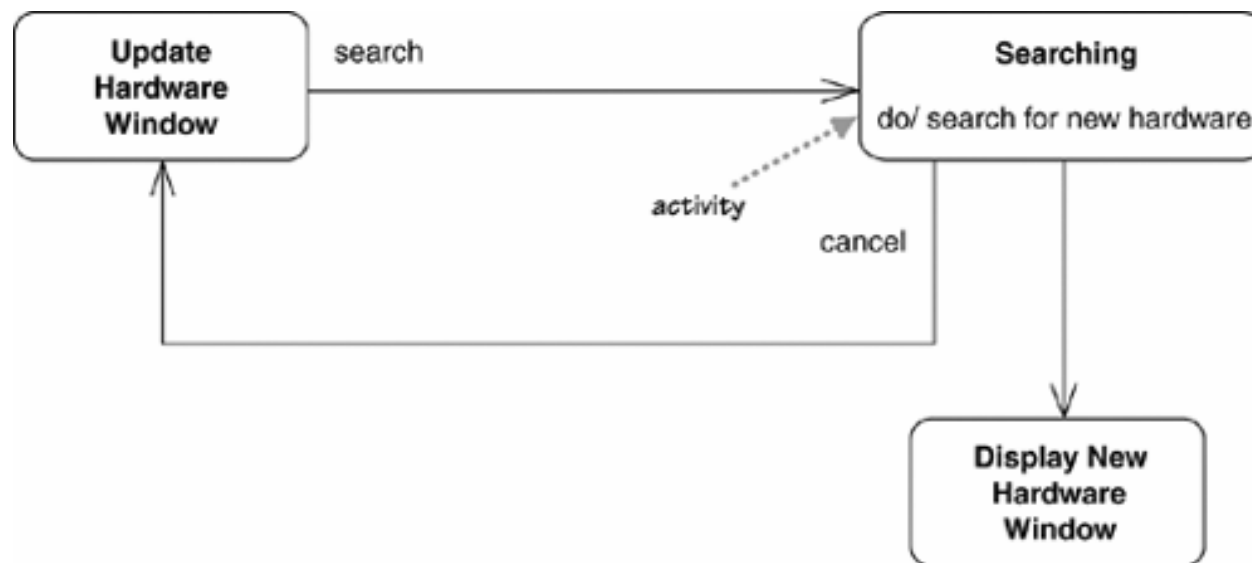 Update
Hardware
Window
search
Searching
do/ search for new hardware
activity
cancel
Display New
Hardware
Window